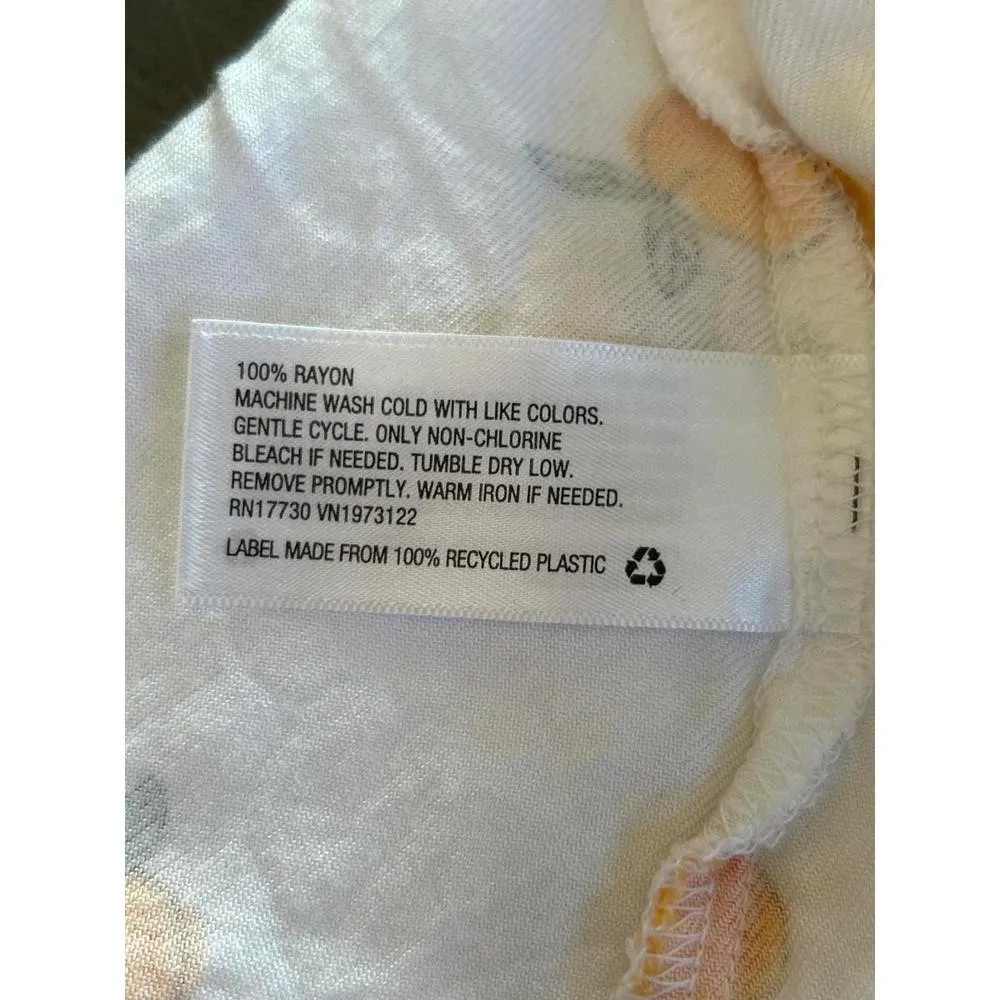 100% RAYON
MACHINE WASH COLD WITH LIKE COLORS.
GENTLE CYCLE. ONLY NON-CHLORINE
BLEACH IF NEEDED. TUMBLE DRY LOW.
REMOVE PROMPTLY. WARM IRON IF NEEDED.
RN17730 VN1973122
LABEL MADE FROM 100% RECYCLED PLASTIC